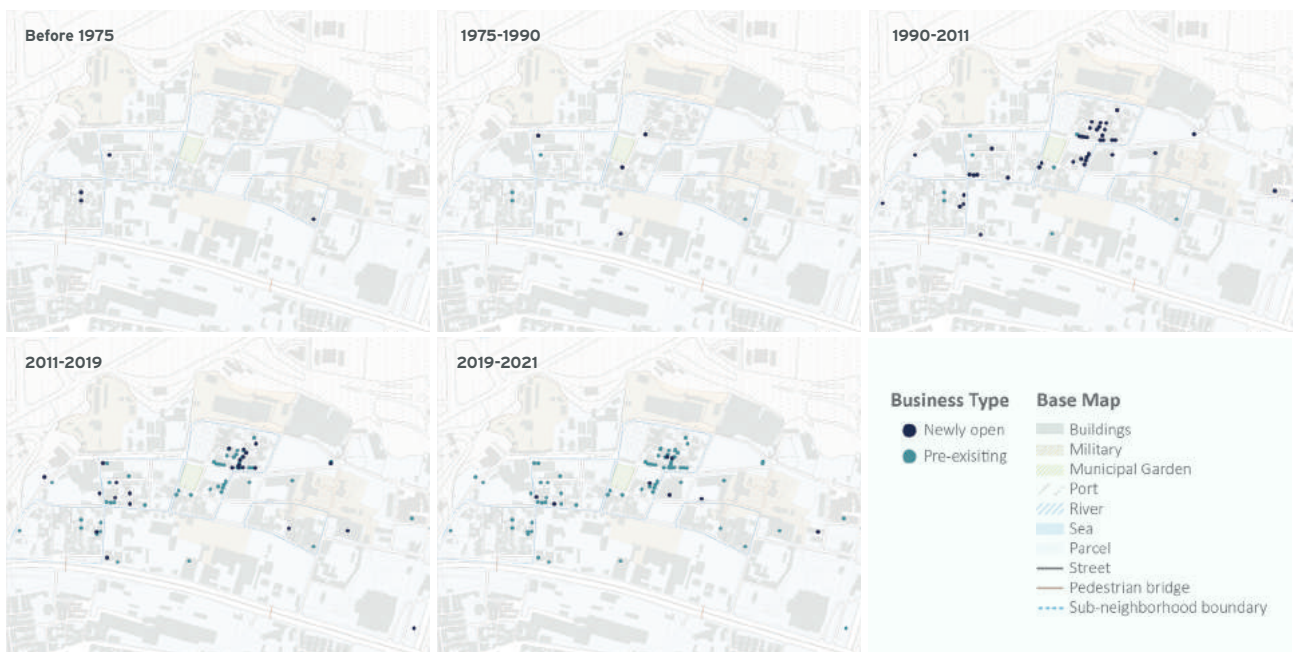 Before 1975
1975-1990
1990-2011
2011-2019
2019-2021
Business Type
Newly open
Pre-exisiting
Base Map
Buildings
Military
Municipal Garden
Port
River
Sea
Parcel
Street
Pedestrian bridge
Sub-neighborhood boundary